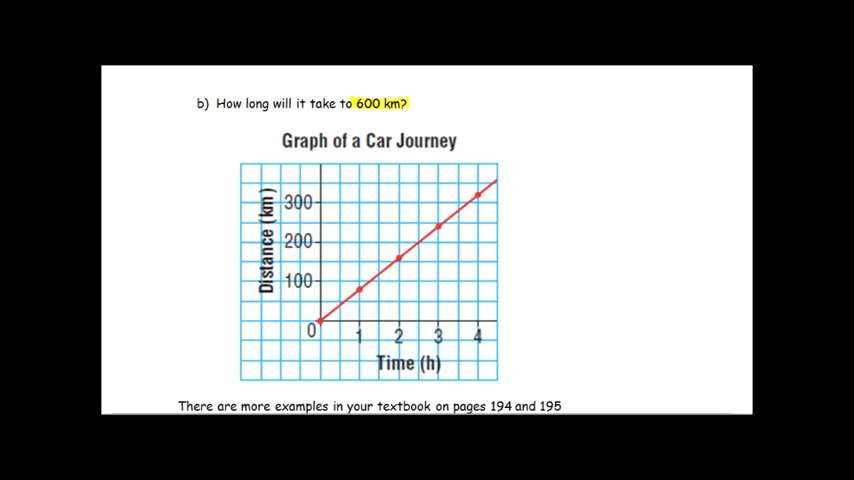 b) How long will it take to 600 km?
Graph of a Car Journey
Distance (km)
300
200
100
0
1 2 3 4
Time (h)
There are more examples in your textbook on pages 194 and 195